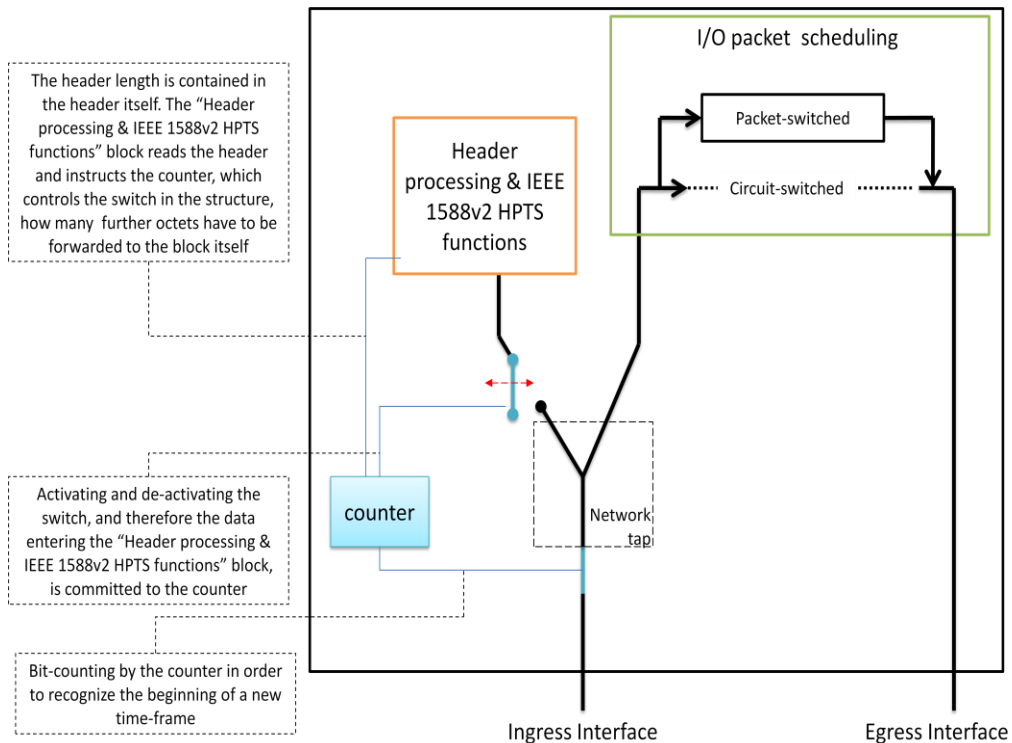 I/O packet scheduling
The header length is contained in
the header itself. The “Header
processing & IEEE 1588v2 HPTS
functions” block reads the header
and instructs the counter, which
controls the switch in the structure,
how many further octets have to be
forwarded to the block itself
Header
processing & IEEE
1588v2 HPTS
functions
Packet-switched
Circuit-switched
Activating and de-activating the
switch, and therefore the data
entering the “Header processing &
IEEE 1588v2 HPTS functions” block,
is committed to the counter
counter
Network
tap
Bit-counting by the counter in order
to recognize the beginning of a new
time-frame
Ingress Interface
Egress Interface